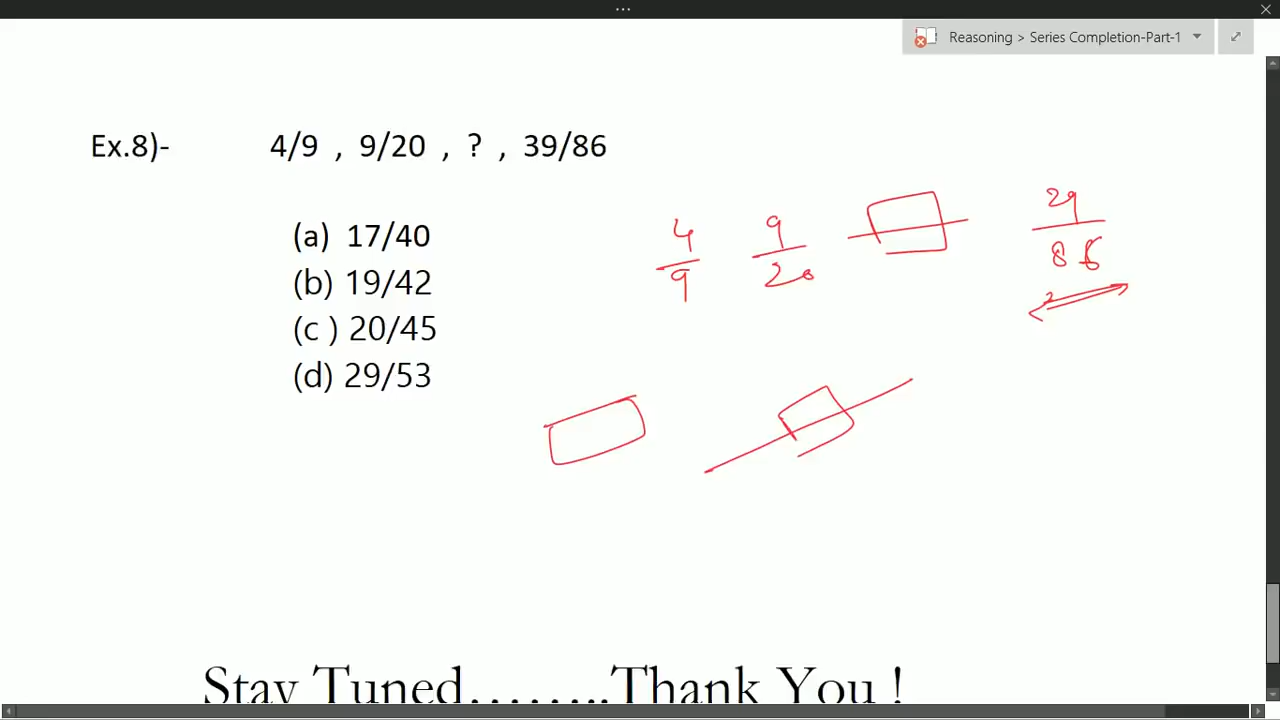 ...
Reasoning > Series Completion-Part-1
Ex.8)- 4/9 , 9/20 , ? , 39/86
(a) 17/40
(b) 19/42
(c ) 20/45
(d) 29/53
4/9 9/20 29/86
Stay Tuned........Thank You !